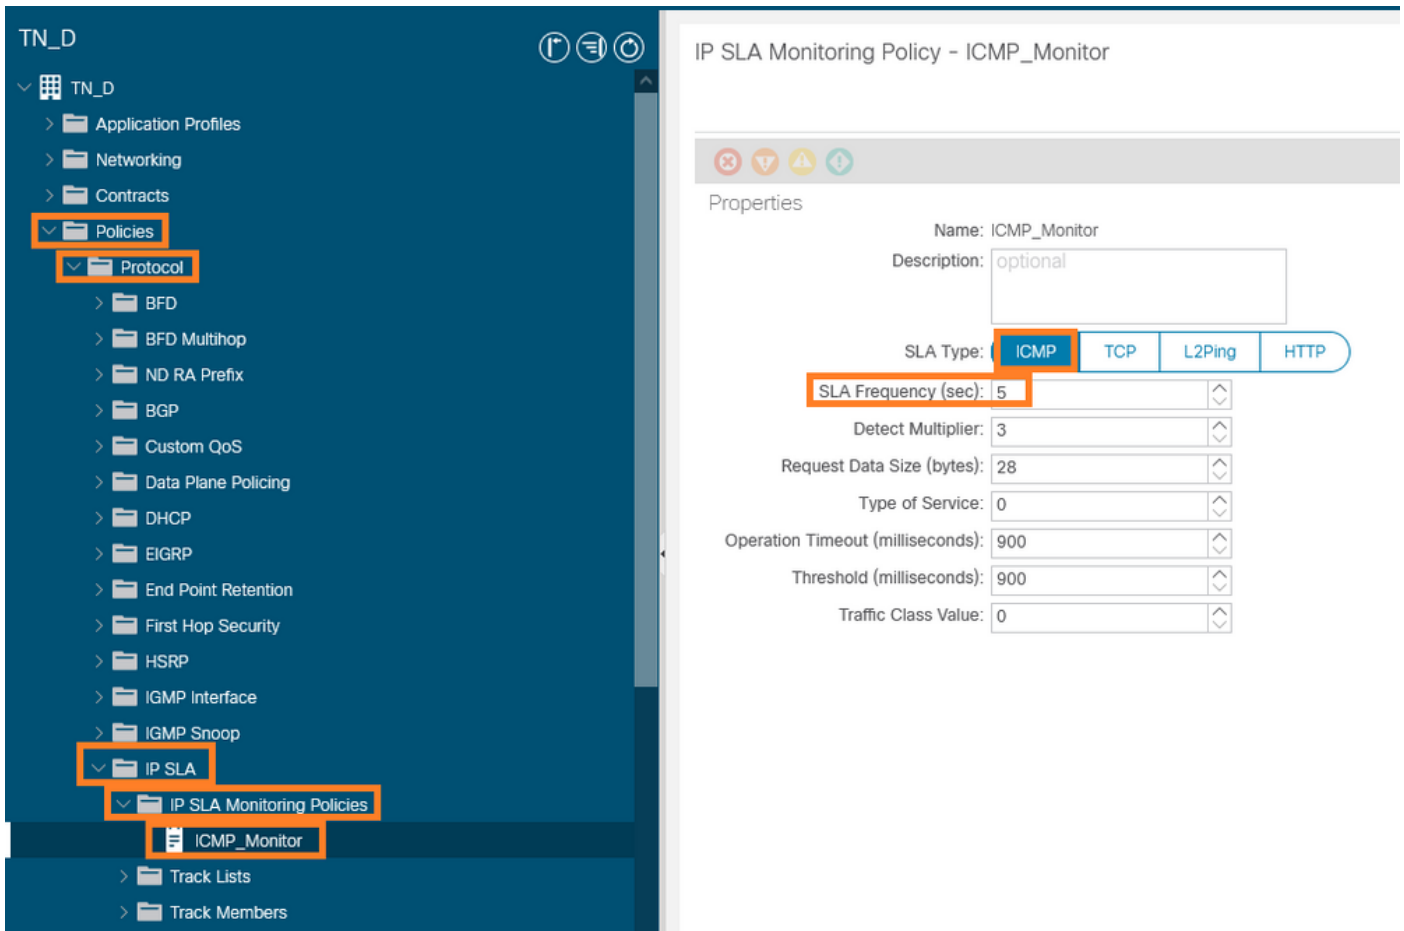 TN_D
TN_D
Application Profiles
Networking
Contracts
Policies
Protocol
BFD
BFD Multihop
ND RA Prefix
BGP
Custom QoS
Data Plane Policing
DHCP
EIGRP
End Point Retention
First Hop Security
HSRP
IGMP Interface
IGMP Snoop
IP SLA
IP SLA Monitoring Policies
ICMP_Monitor
Track Lists
Track Members
IP SLA Monitoring Policy - ICMP_Monitor
Properties
Name: ICMP_Monitor
Description: optional
SLA Type: ICMP TCP L2Ping HTTP
SLA Frequency (sec): 5
Detect Multiplier: 3
Request Data Size (bytes): 28
Type of Service: 0
Operation Timeout (milliseconds): 900
Threshold (milliseconds): 900
Traffic Class Value: 0